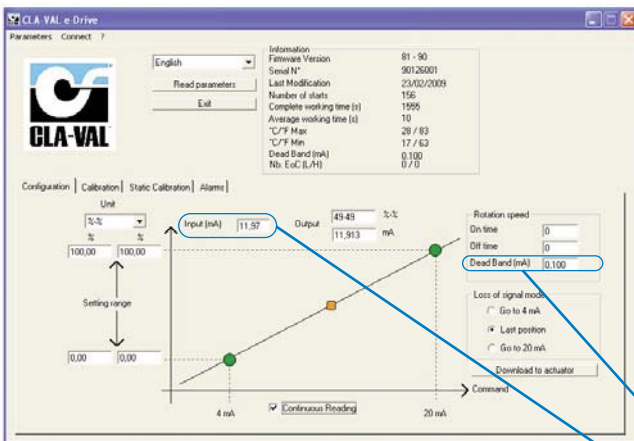 CLA-VAL e-Drive
Parameters Connect ?
CLA-VAL
English
Read parameters
Exit
Information
Firmware Version 81 - 90
Serial N° 90126001
Last Modification 23/02/2009
Number of starts 156
Complete working time (s) 1555
Average working time (s) 10
°C/°F Max 28 / 83
°C/°F Min 17 / 63
Dead Band (mA) 0.100
Nb. EoC (L/H) 0 / 0
Configuration Calibration Static Calibration Alarms
Unit
%-%
% %
100,00 100,00
Setting range
0,00 0,00
Input (mA) 11,97
Output 49-49 %-%
11,913 mA
4 mA
20 mA
Command
Continuous Reading
Rotation speed
On time 0
Off time 0
Dead Band (mA) 0.100
Loss of signal mode
Go to 4 mA
Last position
Go to 20 mA
Download to actuator